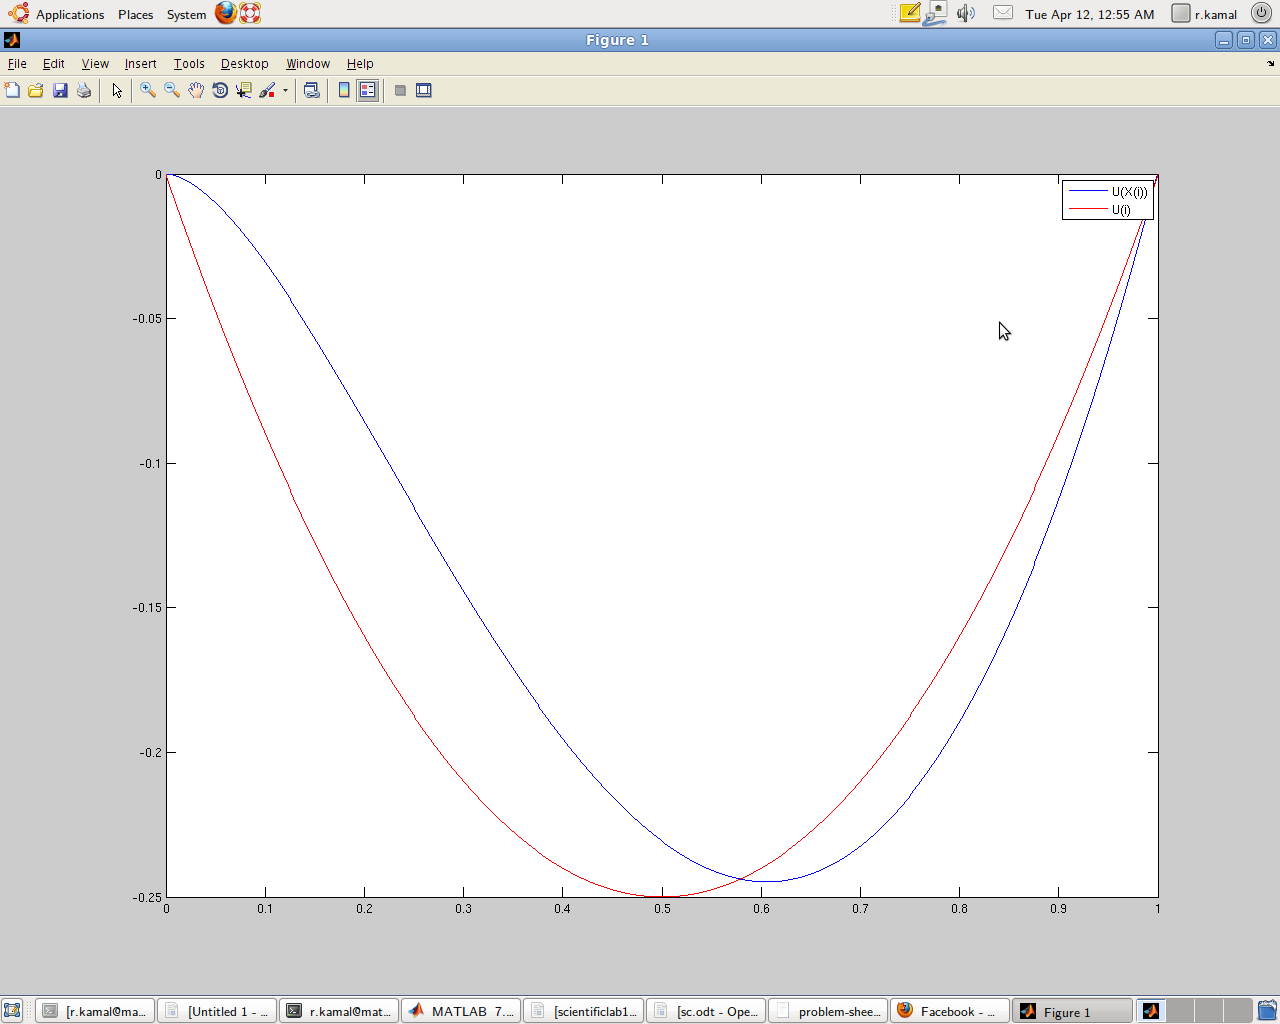 Applications Places System Tue Apr 12, 12:55 AM r.kamal
Figure 1
File Edit View Insert Tools Desktop Window Help
0
-0.05
-0.1
-0.15
-0.2
-0.25
U(X(i))
U(i)
0 0.1 0.2 0.3 0.4 0.5 0.6 0.7 0.8 0.9 1
[r.kamal@ma... [Untitled 1 - ... r.kamal@mat... MATLAB 7.... [scientificlab1... [sc.odt - Ope... problem-shee... Facebook - ... Figure 1